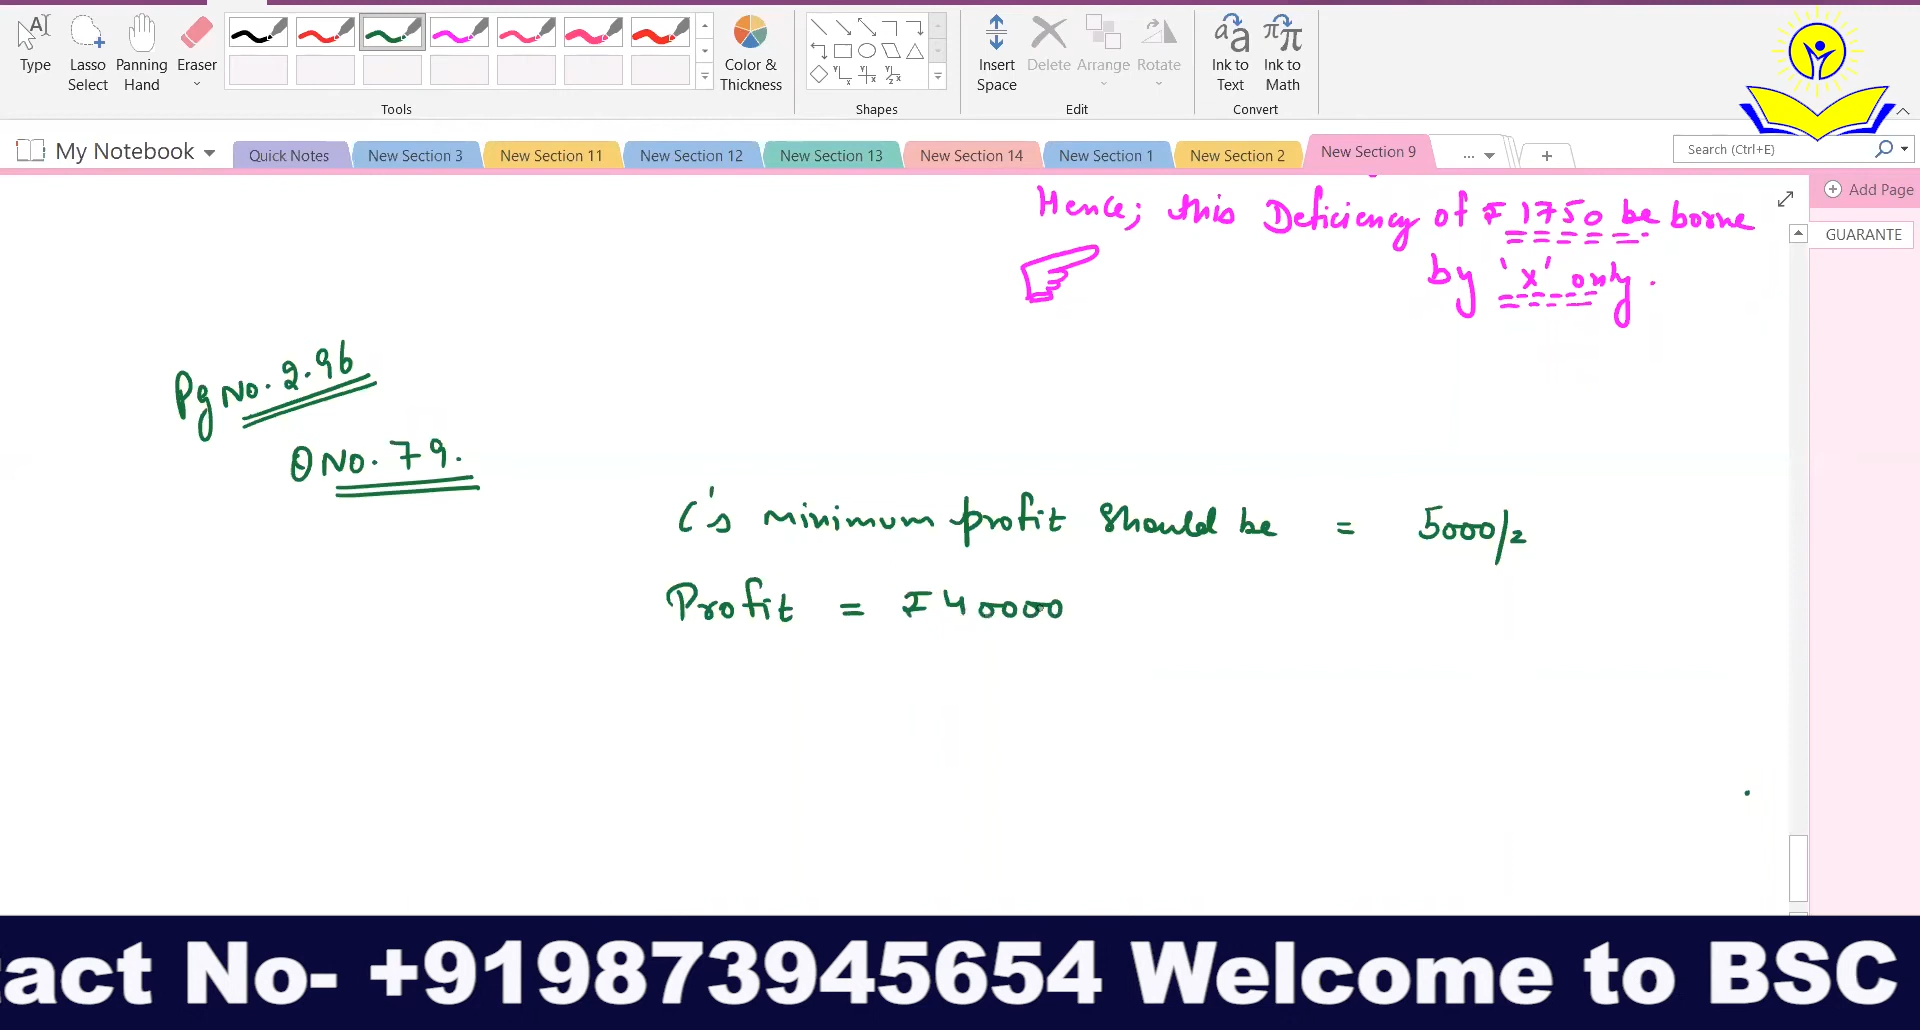 Type
Lasso Select
Panning Hand
Eraser
Tools
Color & Thickness
Shapes
Insert Space
Delete
Arrange
Rotate
Edit
Ink to Text
Ink to Math
Convert
My Notebook
Quick Notes
New Section 3
New Section 11
New Section 12
New Section 13
New Section 14
New Section 1
New Section 2
New Section 9
...
Search (Ctrl+E)
Add Page
GUARANTE
Hence; this Deficiency of ₹1750 be borne
by 'x' only.
Pg No. 2.96
Q No. 79.
C's minimum profit should be = 5000/2
Profit = ₹40000
tact No- +919873945654 Welcome to BSC